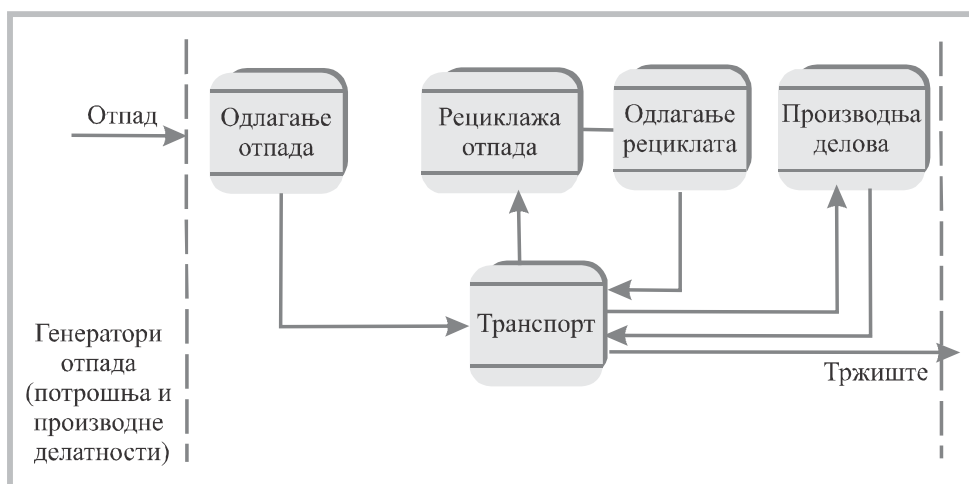 Отпад
Одлагање
отпада
Рециклажа
отпада
Одлагање
рециклата
Производња
делова
Транспорт
Тржиште
Генератори
отпада
(потрошња и
производне
делатности)